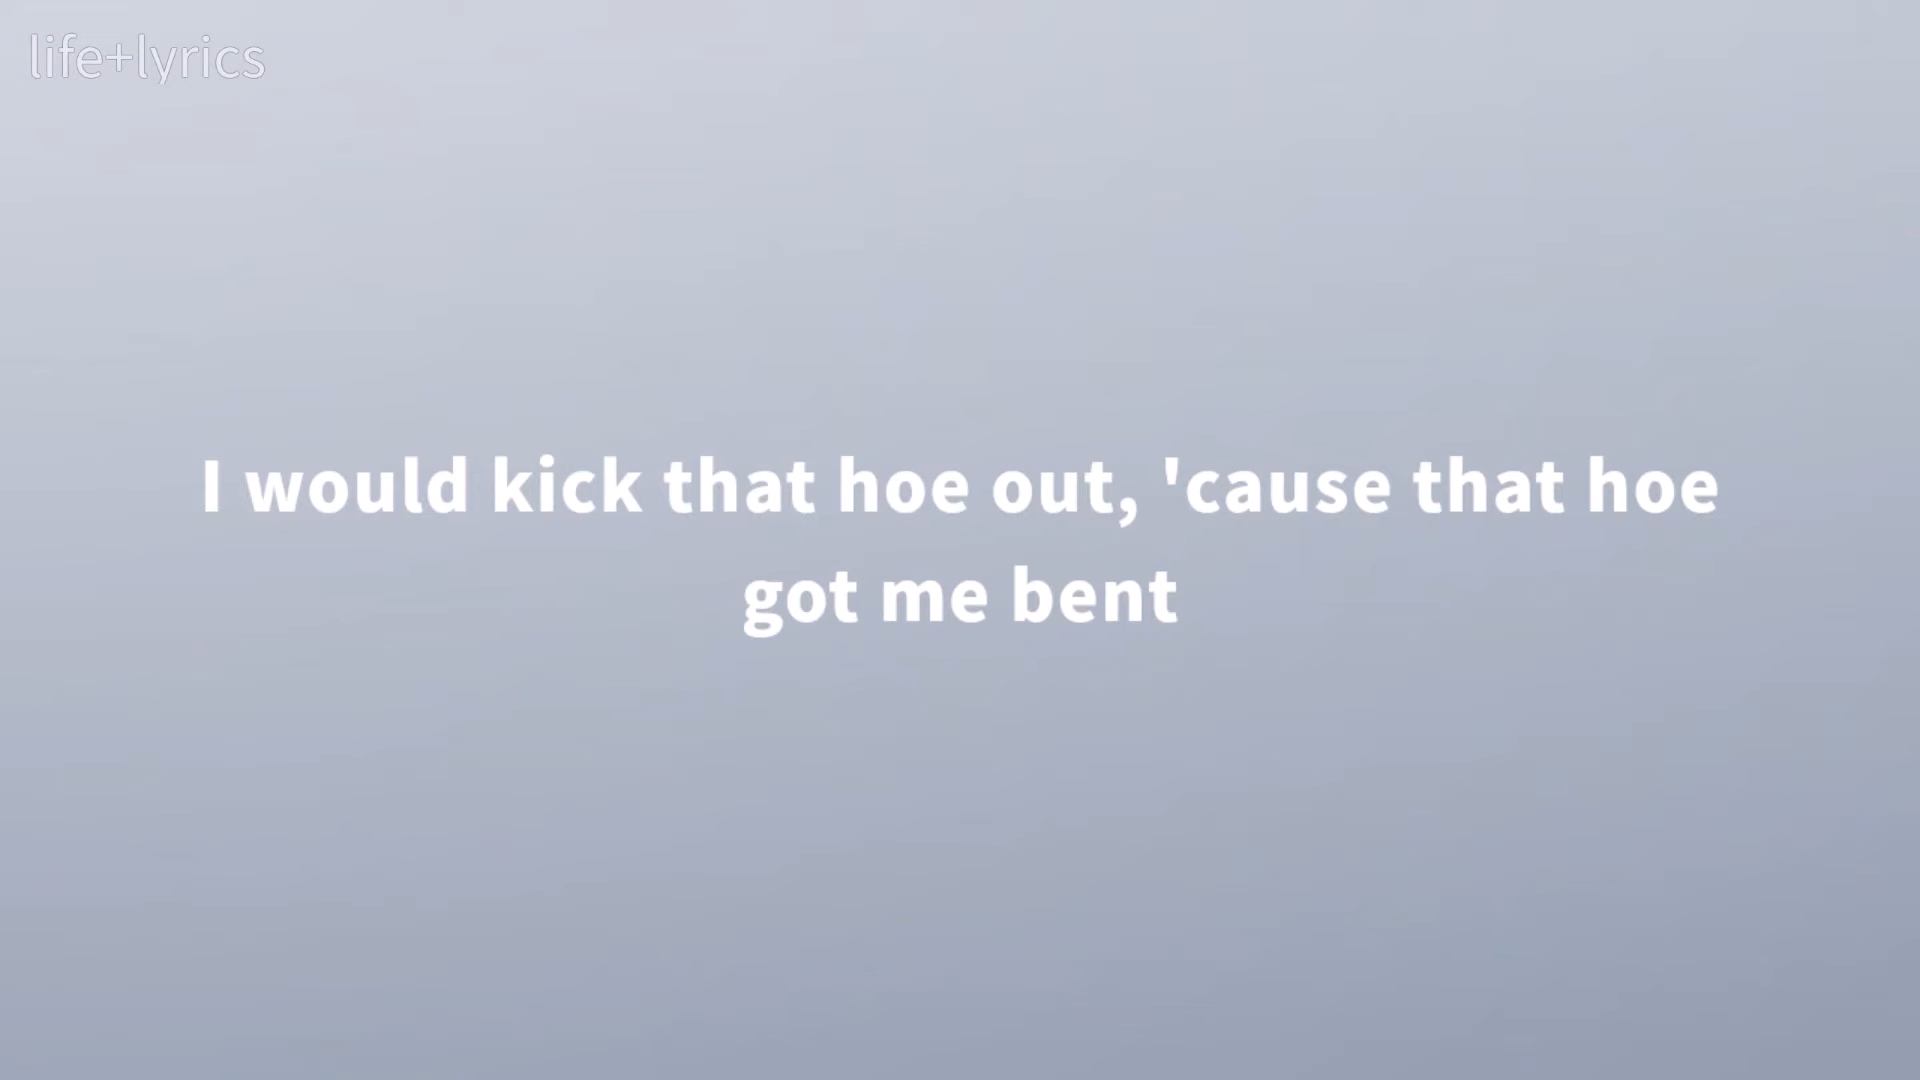 life+lyrics
I would kick that hoe out, 'cause that hoe
got me bent